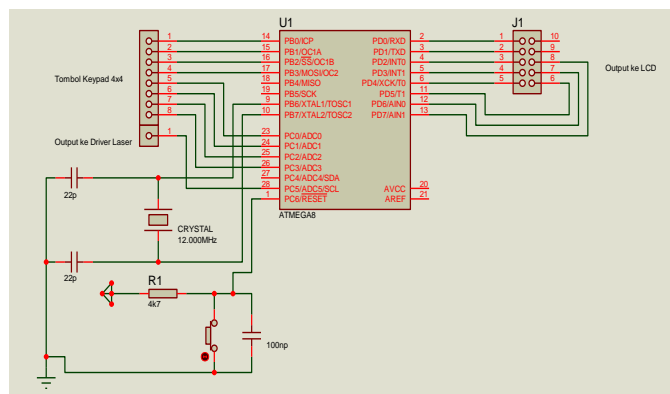 U1
J1
1
2
3
4
5
6
7
8
Tombol Keypad 4x4
1
Output ke Driver Laser
14
15
16
17
18
19
9
10
23
24
25
26
27
28
1
PB0/ICP
PB1/OC1A
PB2/SS/OC1B
PB3/MOSI/OC2
PB4/MISO
PB5/SCK
PB6/XTAL1/TOSC1
PB7/XTAL2/TOSC2
PC0/ADC0
PC1/ADC1
PC2/ADC2
PC3/ADC3
PC4/ADC4/SDA
PC5/ADC5/SCL
PC6/RESET
PD0/RXD
PD1/TXD
PD2/INT0
PD3/INT1
PD4/XCK/T0
PD5/T1
PD6/AIN0
PD7/AIN1
AVCC
AREF
2
3
4
5
6
11
12
13
20
21
ATMEGA8
1
2
3
4
5
10
9
8
7
6
Output ke LCD
22p
CRYSTAL
12.000MHz
22p
R1
4k7
100np